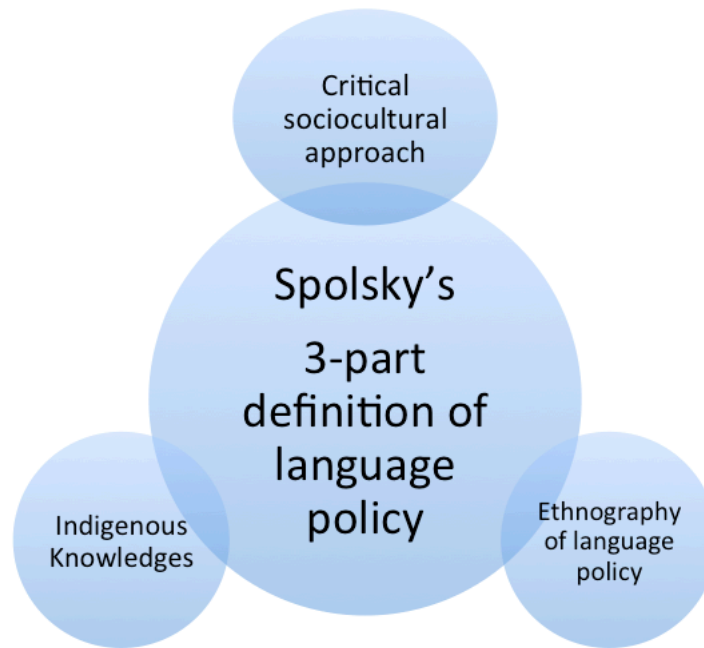 Critical
sociocultural
approach
Spolsky’s
3-part
definition of
language
policy
Indigenous
Knowledges
Ethnography
of language
policy